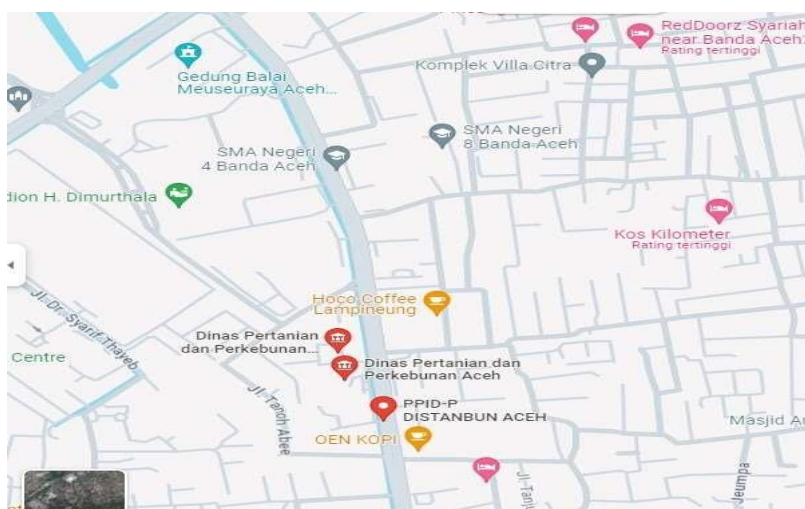 RedDoorz Syariah
near Banda Aceh
Rating tertinggi
Gedung Balai
Meuseuraya Aceh...
Komplek Villa Citra
SMA Negeri
4 Banda Aceh
SMA Negeri
8 Banda Aceh
dion H. Dimurthala
Kos Kilometer
Rating tertinggi
Jl. Dr. Syarif Thayeb
Hoco Coffee
Lampineung
Dinas Pertanian
dan Perkebunan...
Centre
Dinas Pertanian dan
Perkebunan Aceh
Jl. Tanoh Abee
PPID-P
DISTANBUN ACEH
Masjid A
OEN KOPI
Jl. Tanju
Jeumpa